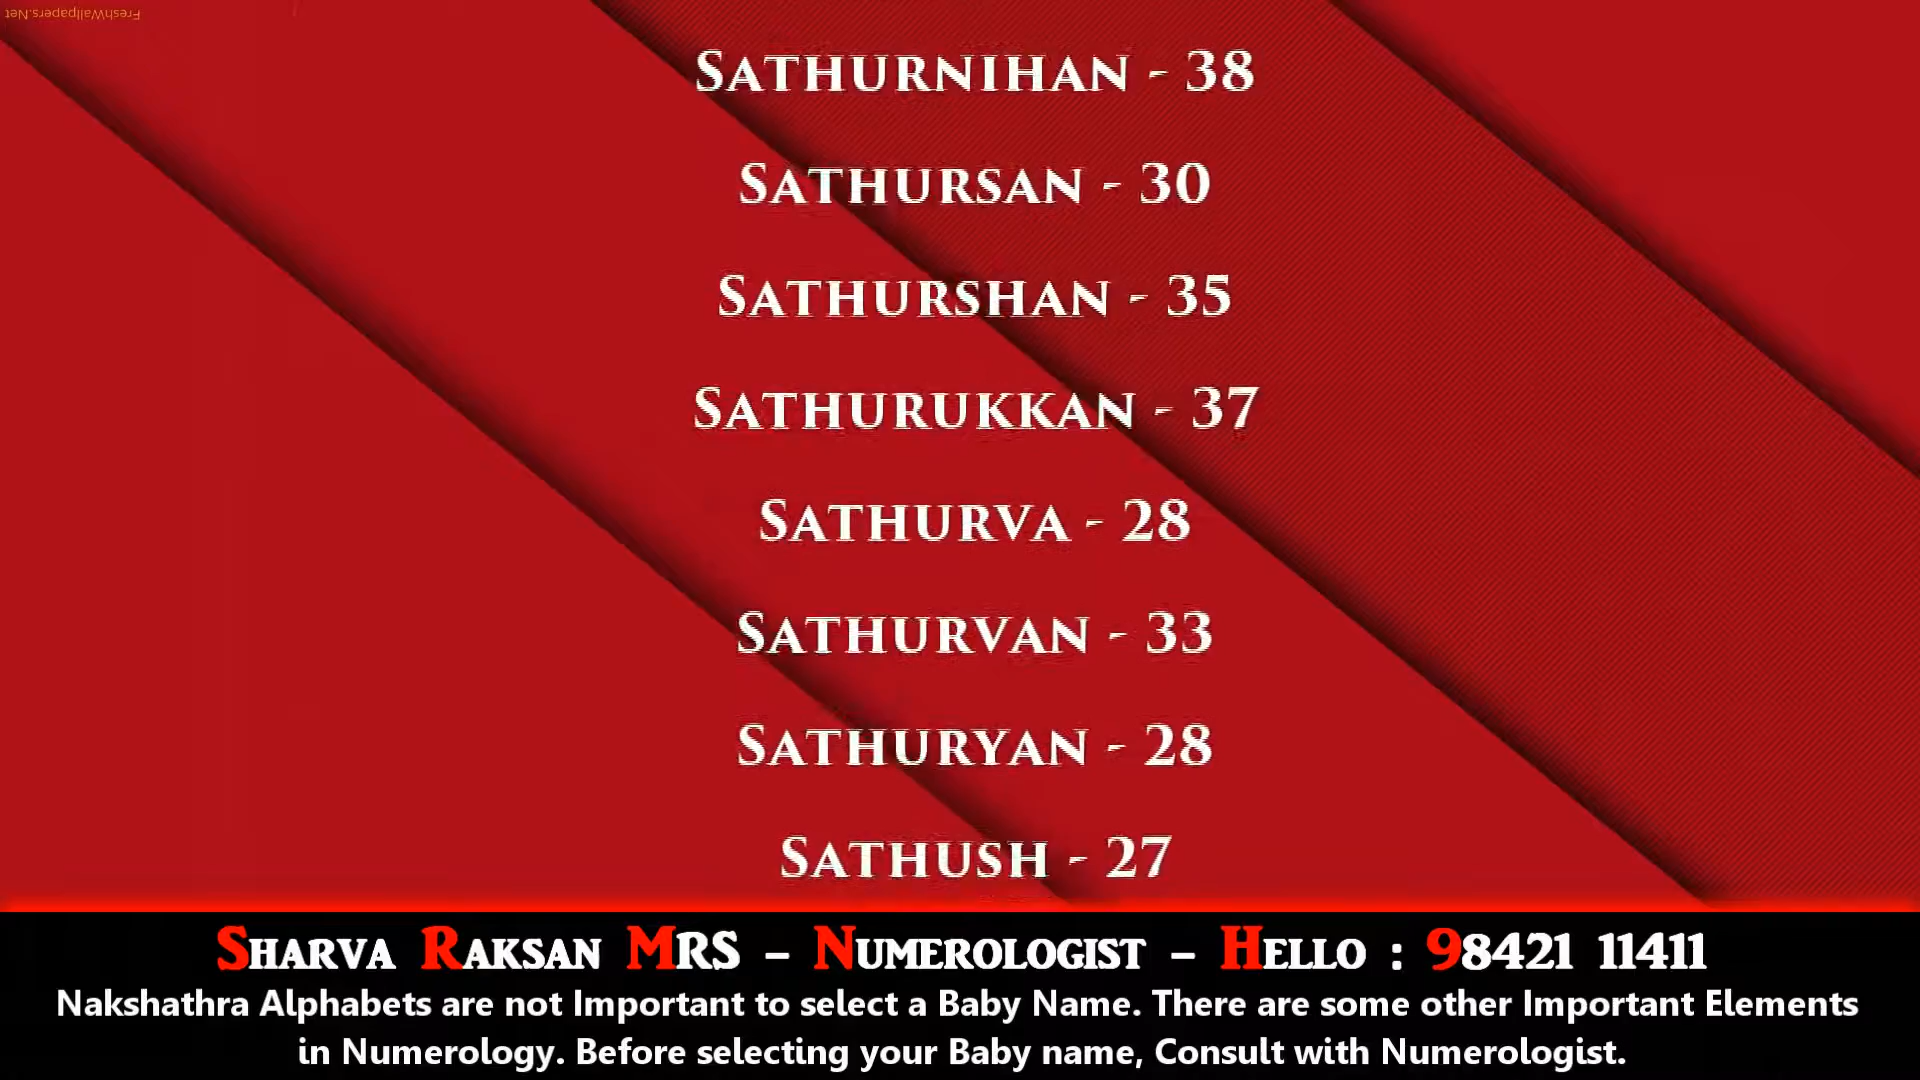 FreshWallpapers.Net
SATHURNIHAN - 38
SATHURSAN - 30
SATHURSHAN - 35
SATHURUKKAN - 37
SATHURVA - 28
SATHURVAN - 33
SATHURYAN - 28
SATHUSH - 27
SHARVA RAKSAN MRS – NUMEROLOGIST – HELLO : 98421 11411
Nakshathra Alphabets are not Important to select a Baby Name. There are some other Important Elements
in Numerology. Before selecting your Baby name, Consult with Numerologist.